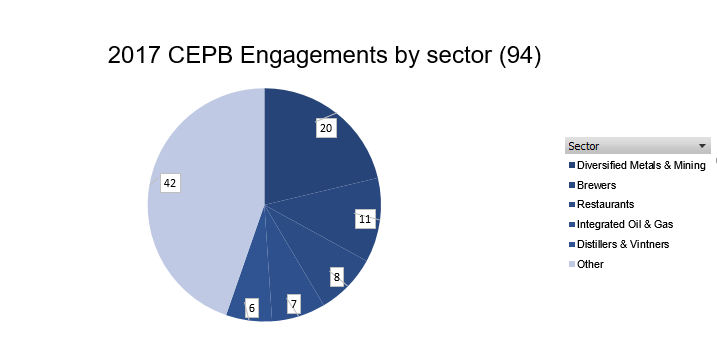 2017 CEPB Engagements by sector (94)
20
11
8
7
6
42
Sector
Diversified Metals & Mining
Brewers
Restaurants
Integrated Oil & Gas
Distillers & Vintners
Other